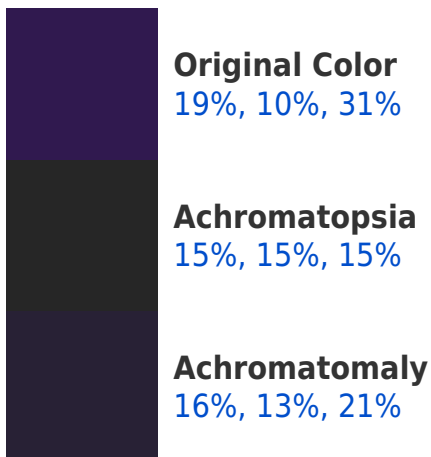 Original Color
19%, 10%, 31%
Achromatopsia
15%, 15%, 15%
Achromatomaly
16%, 13%, 21%